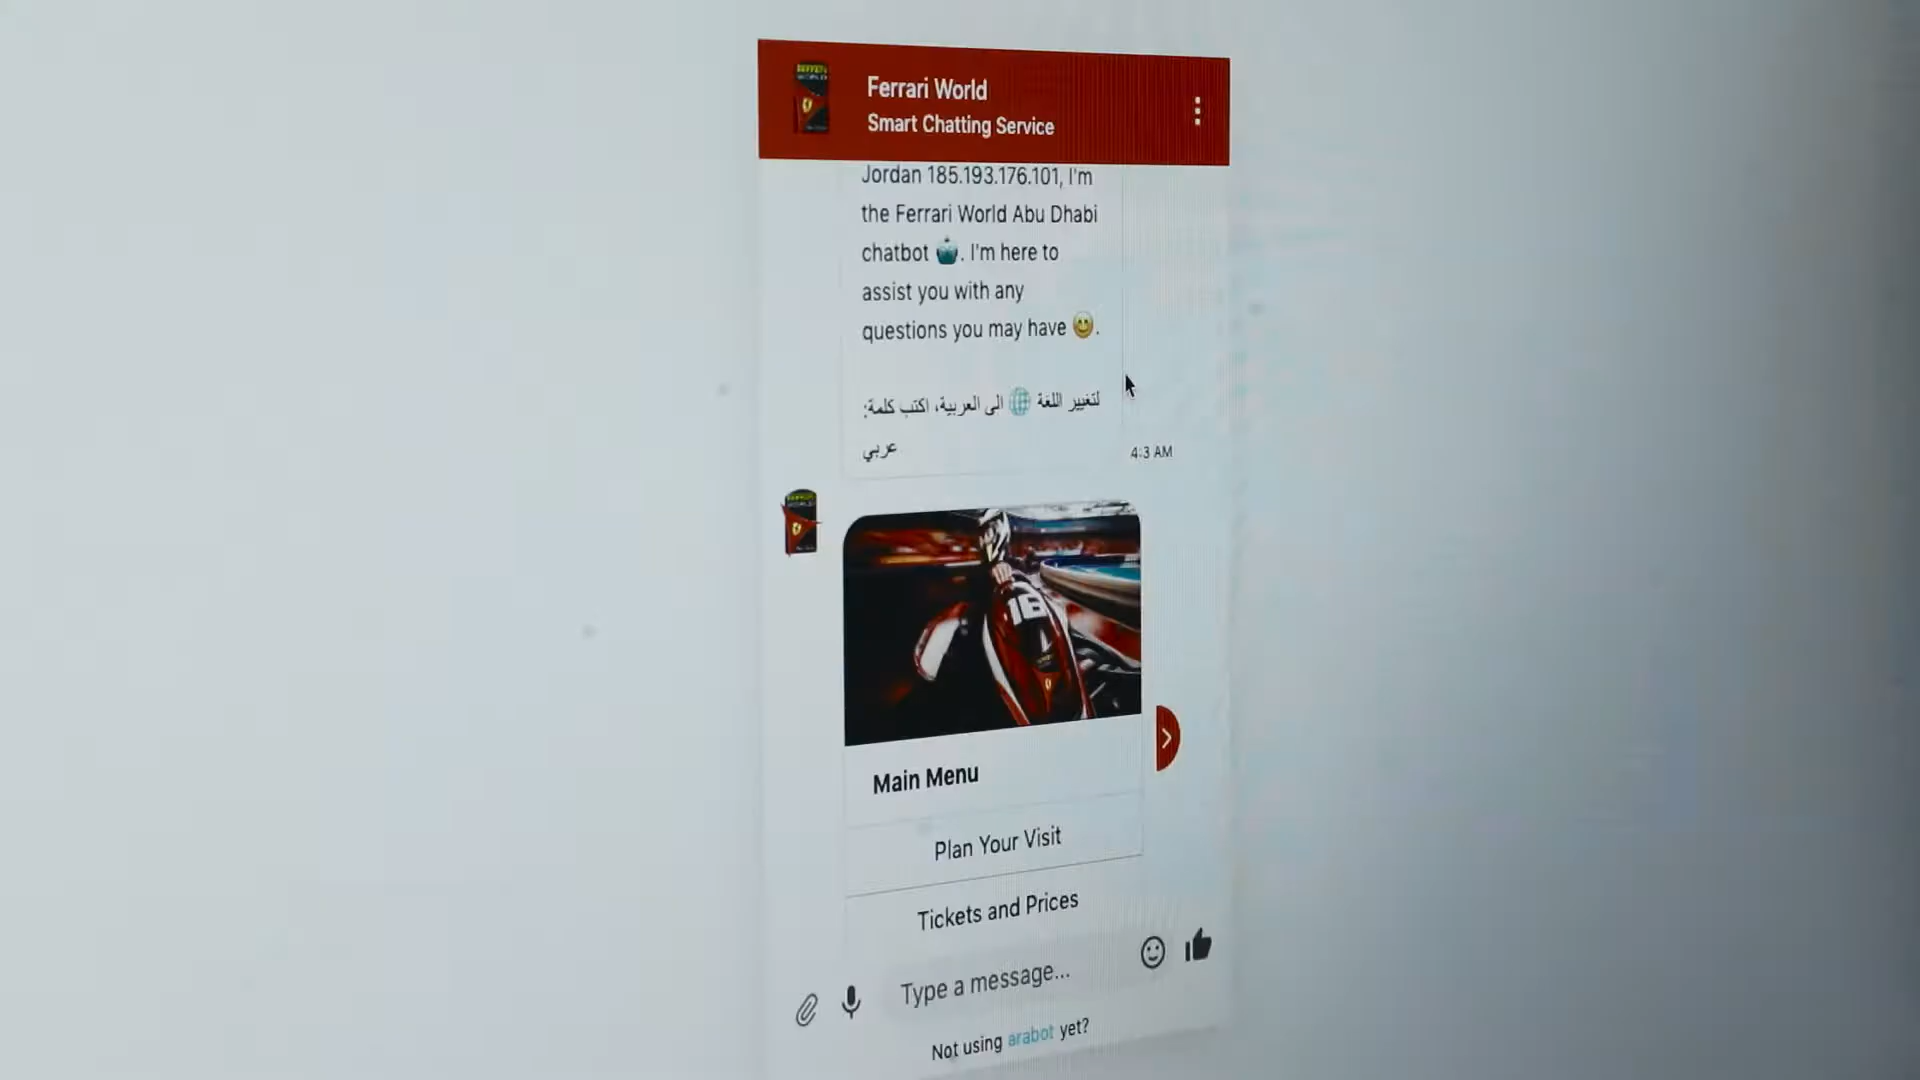 Ferrari World
Smart Chatting Service
Jordan 185.193.176.101, I'm
the Ferrari World Abu Dhabi
chatbot 🤖. I'm here to
assist you with any
questions you may have 😀.
لتغيير اللغة 🌐 الى العربية، اكتب كلمة:
عربي
4:3 AM
16
Main Menu
Plan Your Visit
Tickets and Prices
Type a message...
Not using arabot yet?